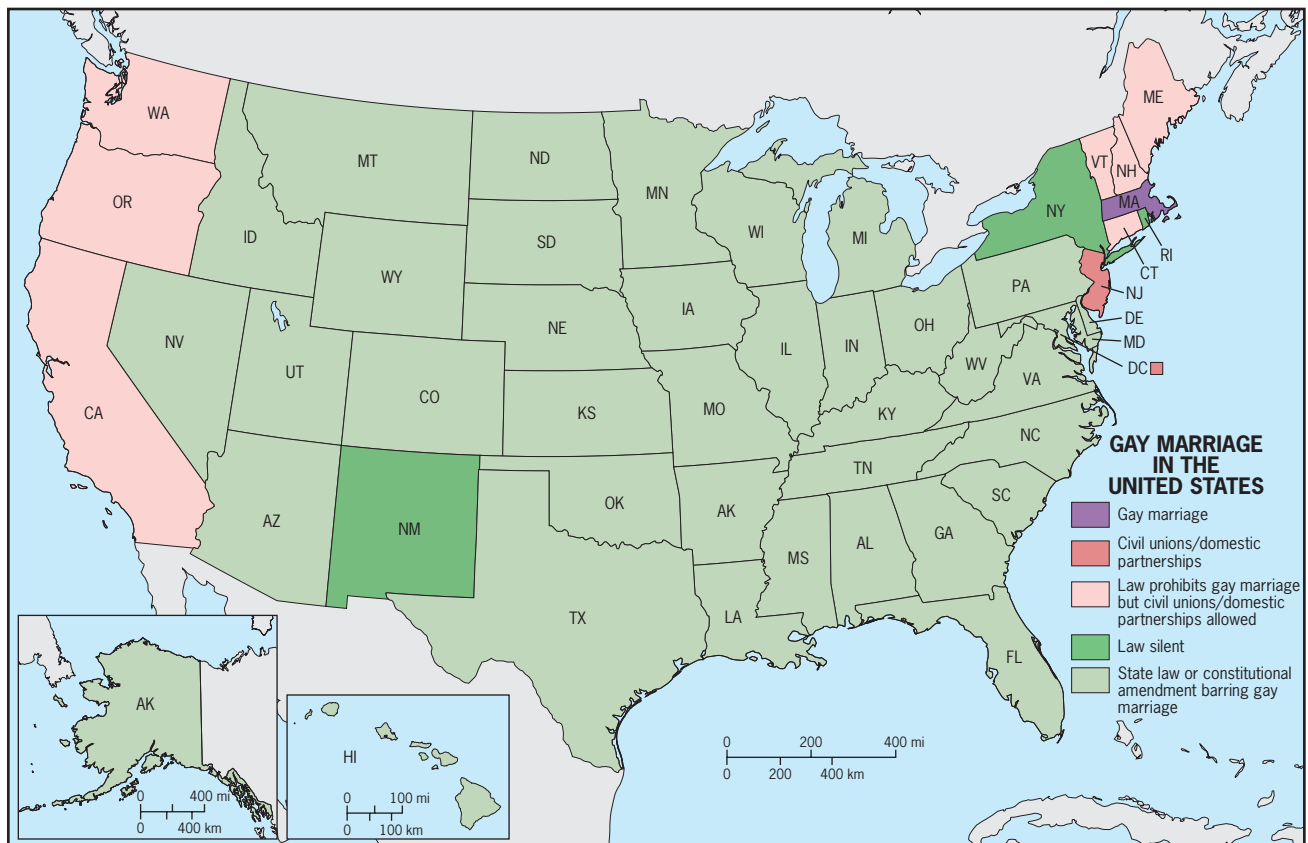 WA
OR
CA
NV
ID
MT
WY
UT
AZ
CO
NM
ND
SD
NE
KS
OK
TX
MN
IA
MO
AK
LA
WI
IL
MI
IN
OH
KY
TN
MS
AL
GA
FL
SC
NC
VA
WV
PA
NY
VT
NH
ME
MA
RI
CT
NJ
DE
MD
DC
GAY MARRIAGE
IN THE
UNITED STATES
Gay marriage
Civil unions/domestic
partnerships
Law prohibits gay marriage
but civil unions/domestic
partnerships allowed
Law silent
State law or constitutional
amendment barring gay
marriage
AK
0 400 mi
0 400 km
HI
0 100 mi
0 100 km
0 200 400 mi
0 200 400 km